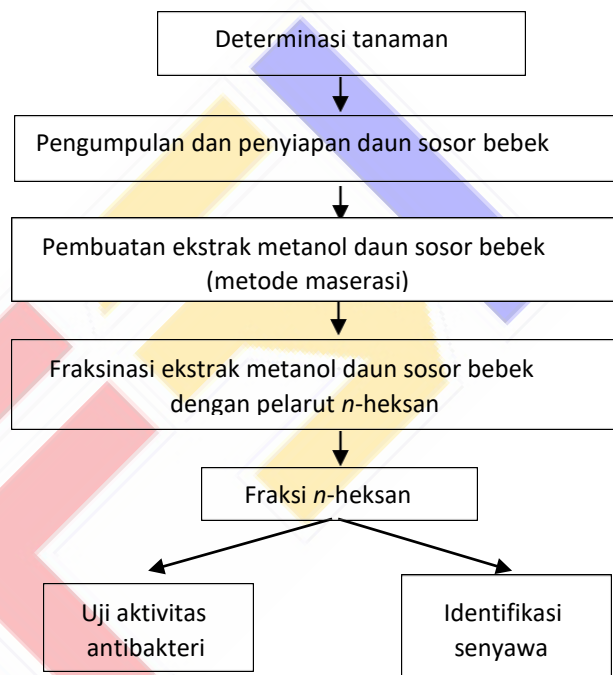 Determinasi tanaman
Pengumpulan dan penyiapan daun sosor bebek
Pembuatan ekstrak metanol daun sosor bebek
(metode maserasi)
Fraksinasi ekstrak metanol daun sosor bebek
dengan pelarut n-heksan
Fraksi n-heksan
Uji aktivitas
antibakteri
Identifikasi
senyawa